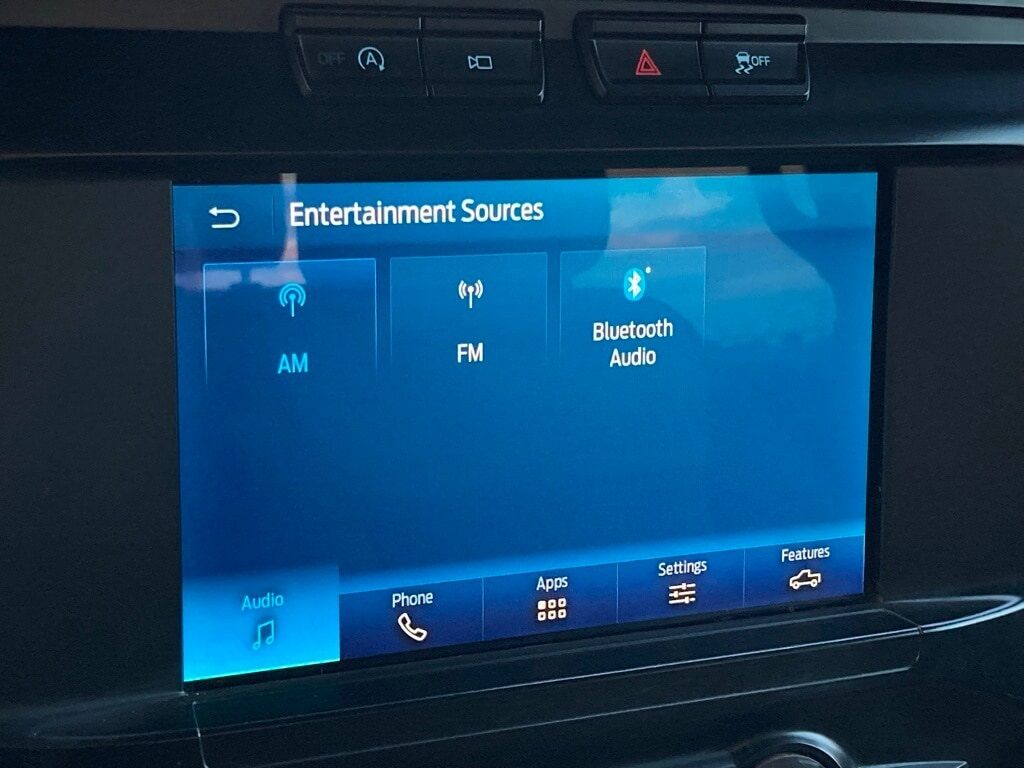 OFF A
OFF
Entertainment Sources
AM
FM
Bluetooth
Audio
Audio
Phone
Apps
Settings
Features